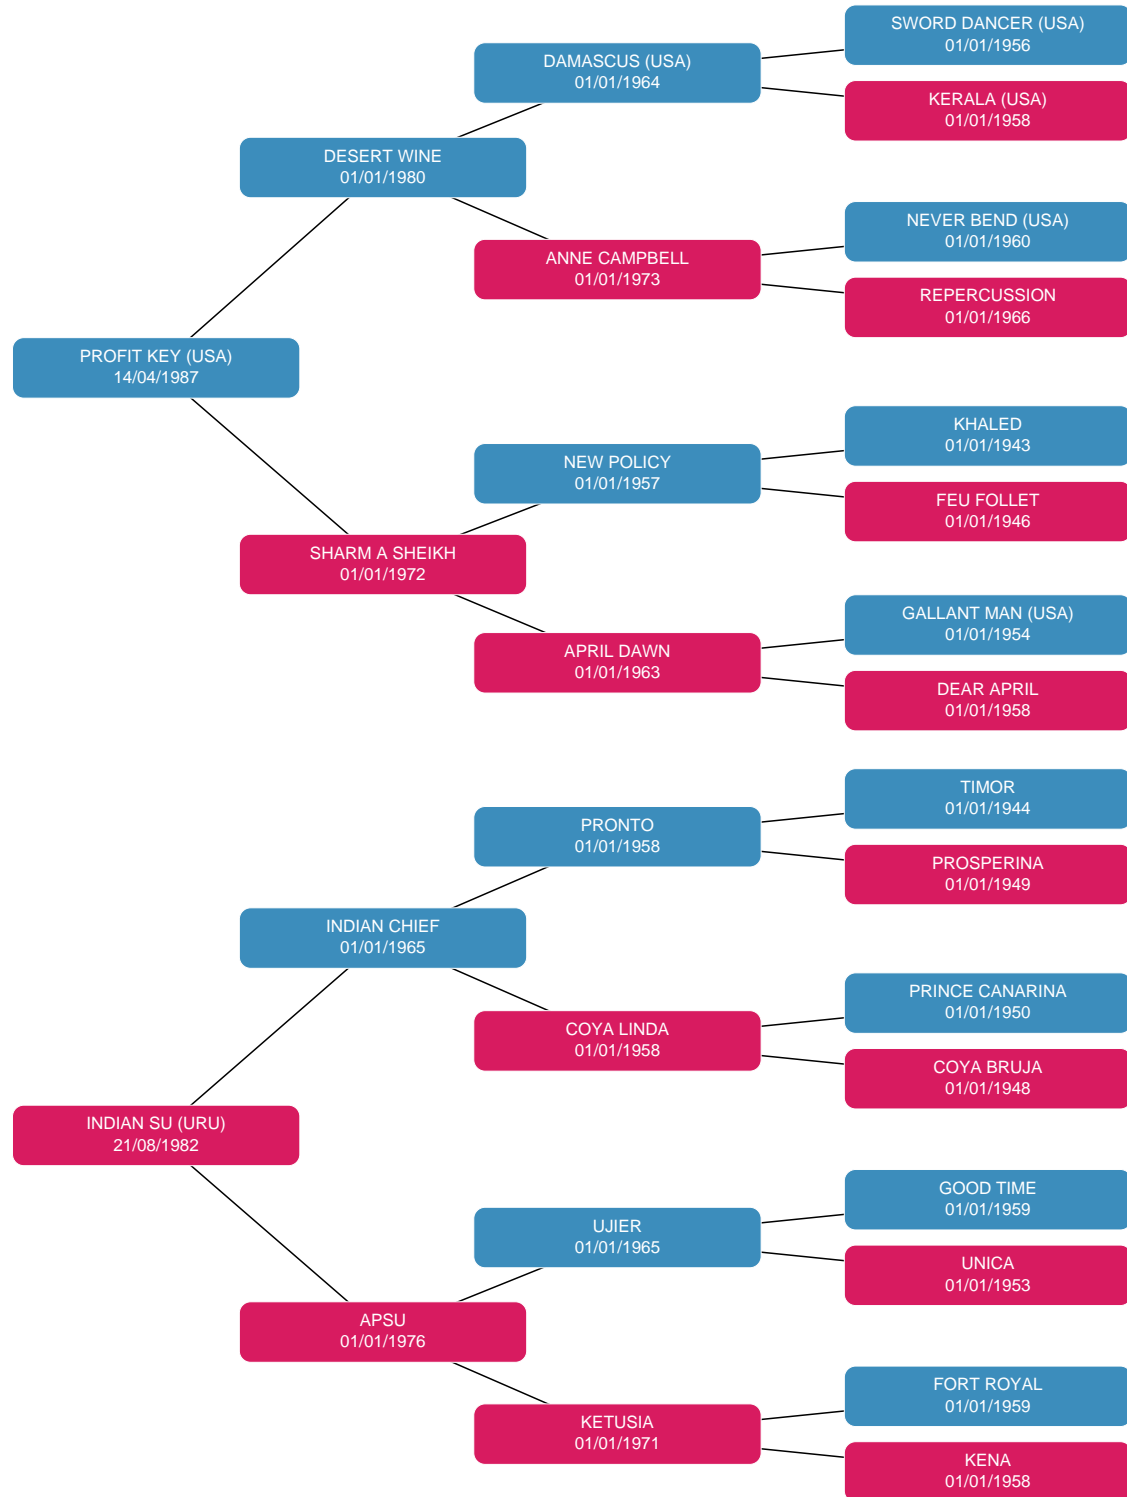 SWORD DANCER (USA)
01/01/1956
DAMASCUS (USA)
01/01/1964
KERALA (USA)
01/01/1958
DESERT WINE
01/01/1980
NEVER BEND (USA)
01/01/1960
ANNE CAMPBELL
01/01/1973
REPERCUSSION
01/01/1966
PROFIT KEY (USA)
14/04/1987
KHALED
01/01/1943
NEW POLICY
01/01/1957
FEU FOLLET
01/01/1946
SHARM A SHEIKH
01/01/1972
GALLANT MAN (USA)
01/01/1954
APRIL DAWN
01/01/1963
DEAR APRIL
01/01/1958
TIMOR
01/01/1944
PRONTO
01/01/1958
PROSPERINA
01/01/1949
INDIAN CHIEF
01/01/1965
PRINCE CANARINA
01/01/1950
COYA LINDA
01/01/1958
COYA BRUJA
01/01/1948
INDIAN SU (URU)
21/08/1982
GOOD TIME
01/01/1959
UJIER
01/01/1965
UNICA
01/01/1953
APSU
01/01/1976
FORT ROYAL
01/01/1959
KETUSIA
01/01/1971
KENA
01/01/1958